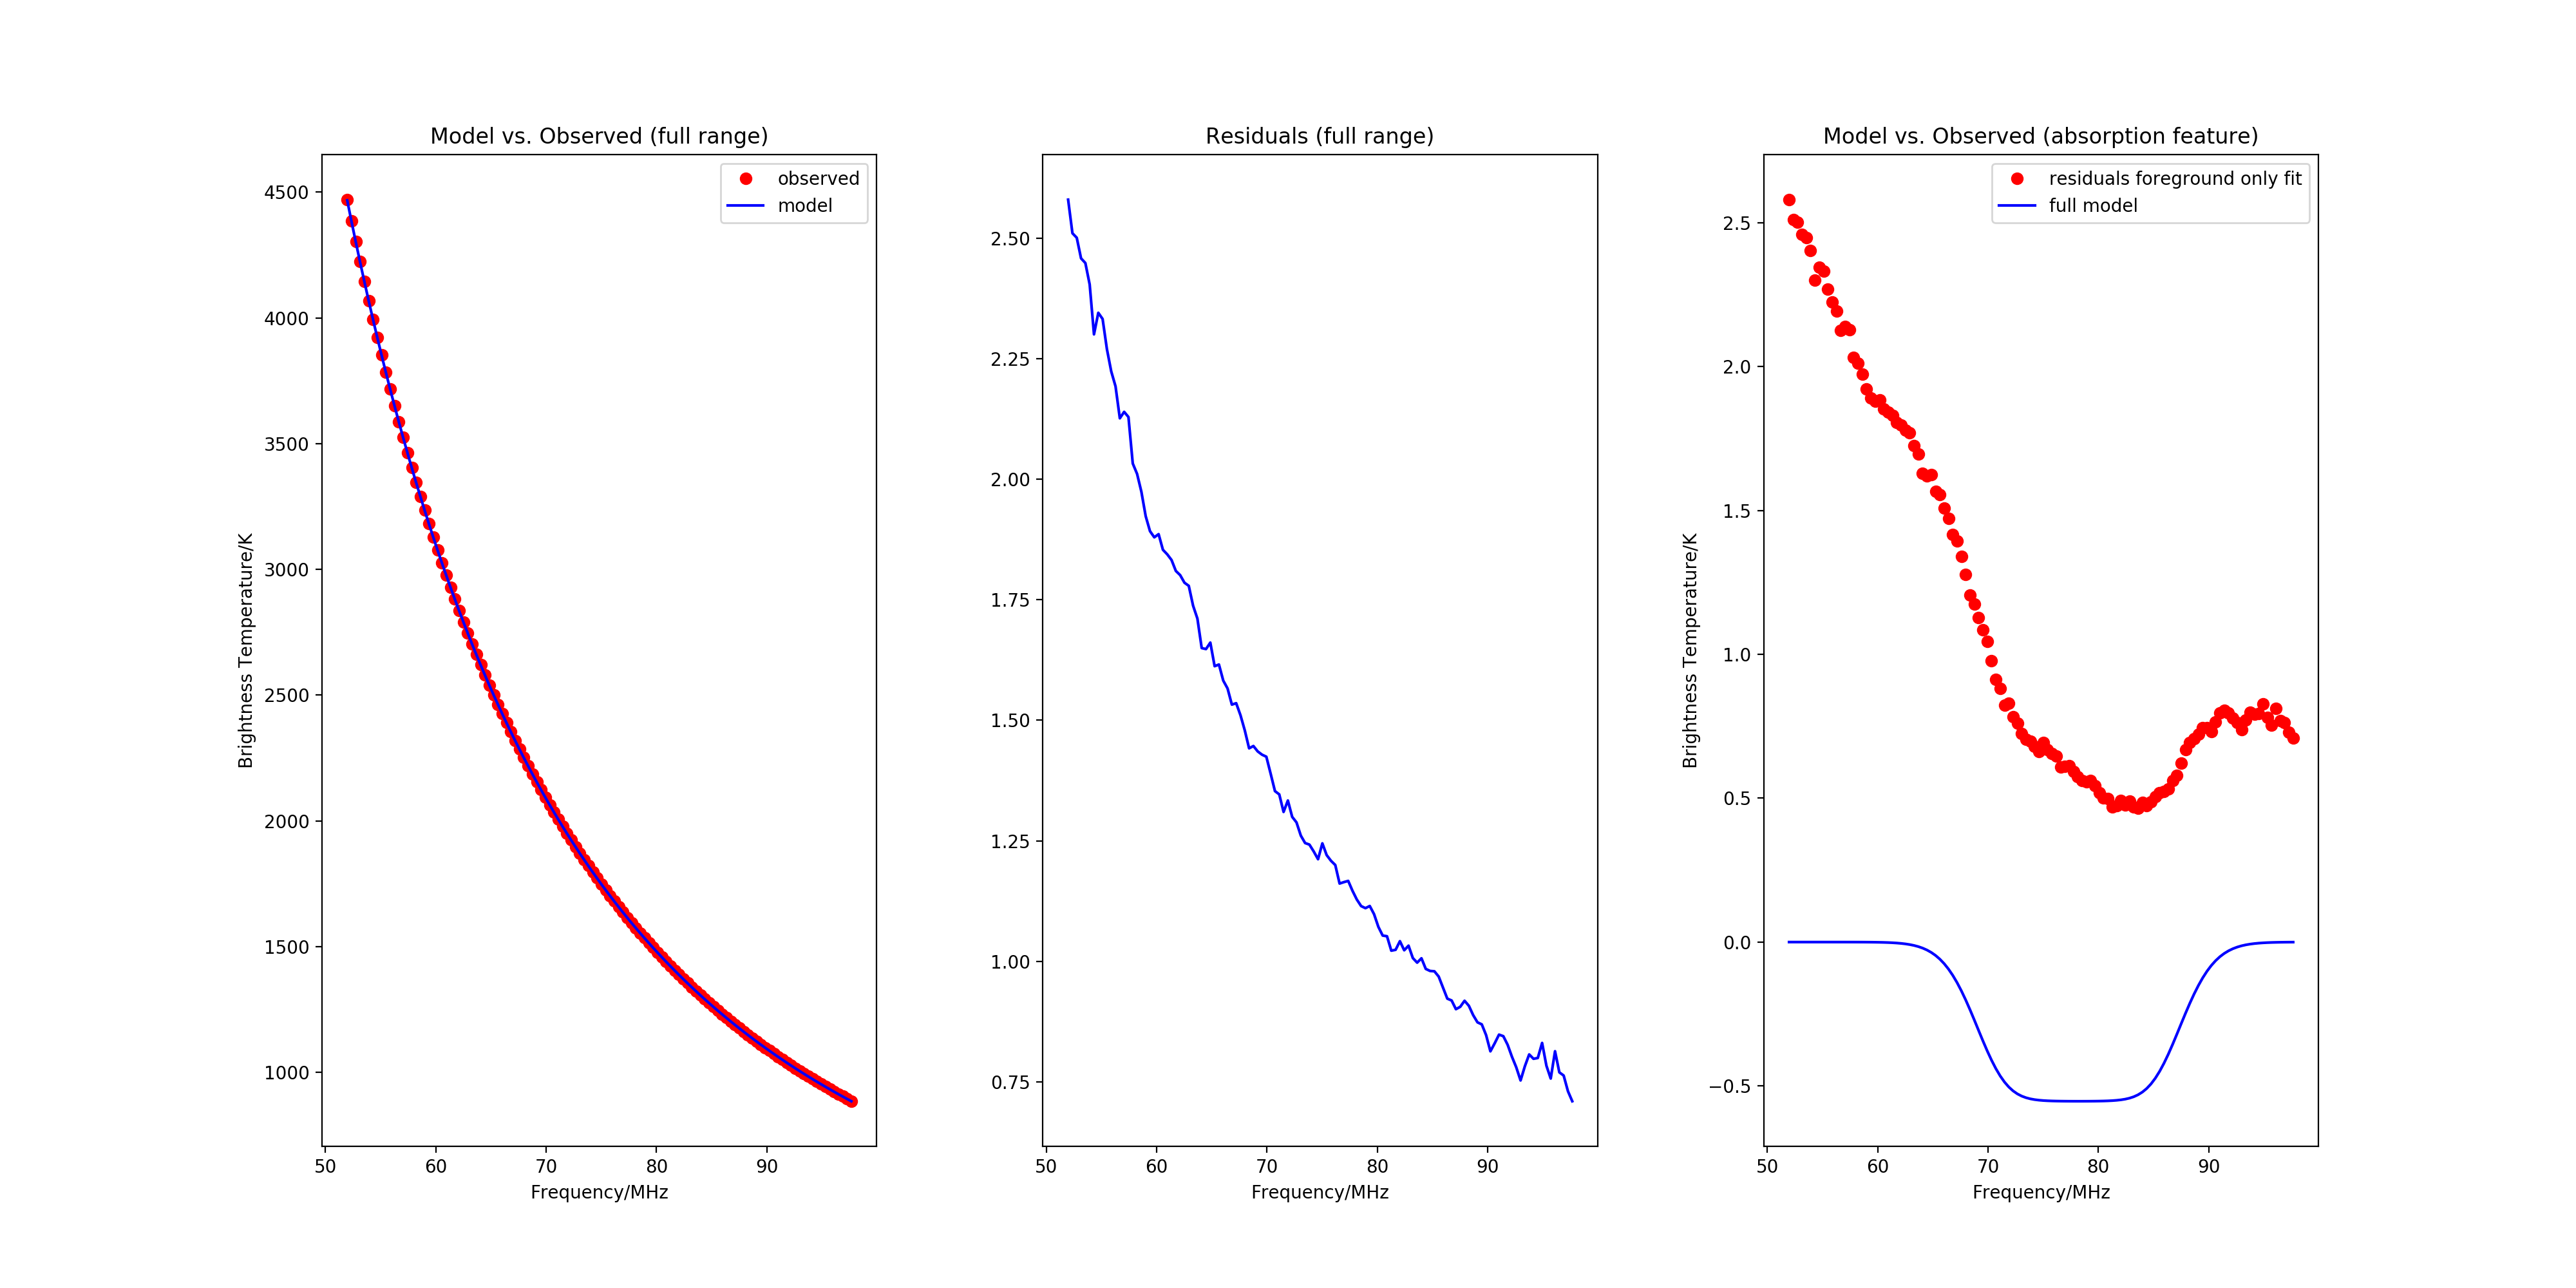 Model vs. Observed (full range)
observed
model
4500
4000
3500
3000
2500
2000
1500
1000
Brightness Temperature/K
50 60 70 80 90
Frequency/MHz
Residuals (full range)
2.50
2.25
2.00
1.75
1.50
1.25
1.00
0.75
50 60 70 80 90
Frequency/MHz
Model vs. Observed (absorption feature)
residuals foreground only fit
full model
2.5
2.0
1.5
1.0
0.5
0.0
−0.5
Brightness Temperature/K
50 60 70 80 90
Frequency/MHz